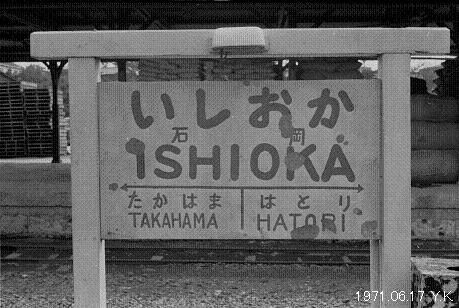 いしおか
石岡
ISHIOKA
たかはま はとり
TAKAHAMA HATORI
1971.06.17 Y.K